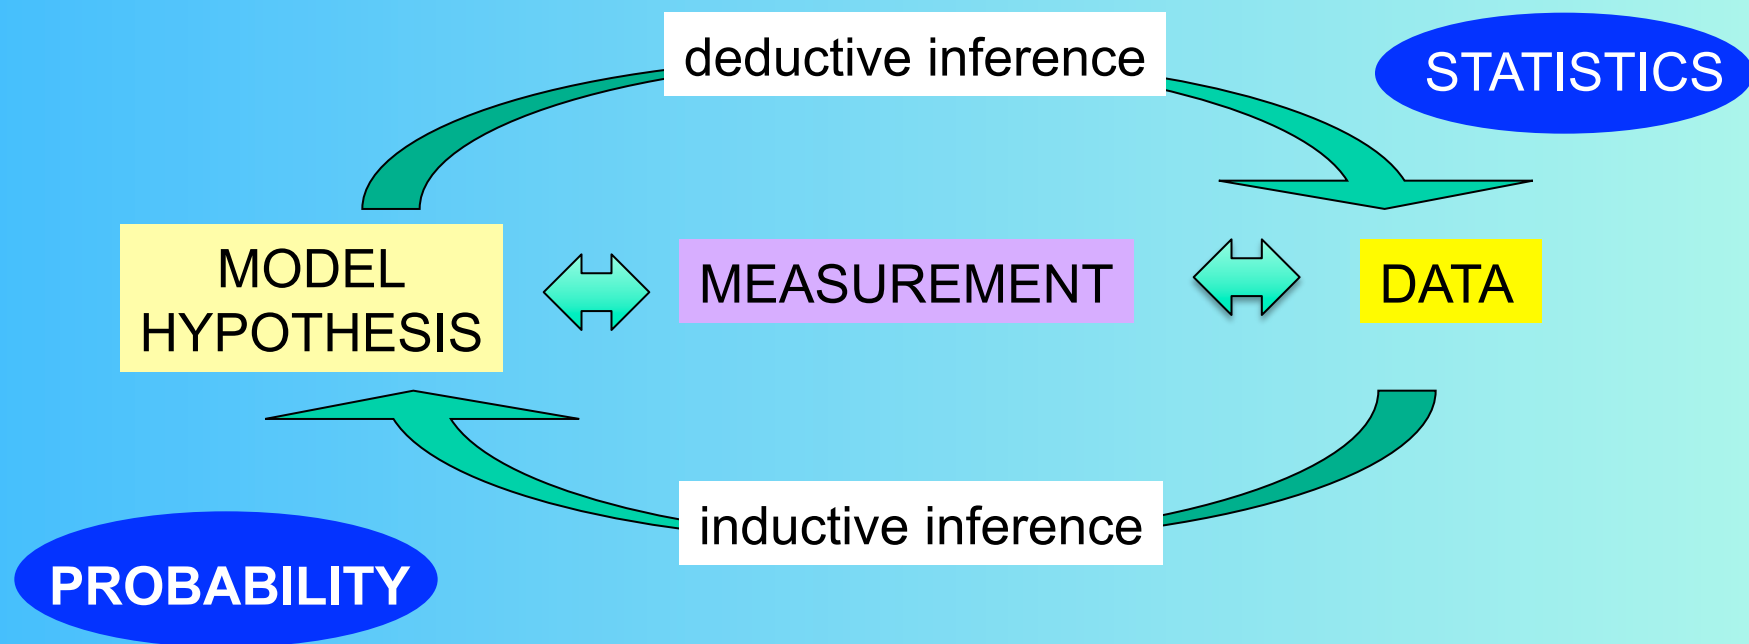 deductive inference
STATISTICS
MODEL
HYPOTHESIS
MEASUREMENT
DATA
inductive inference
PROBABILITY